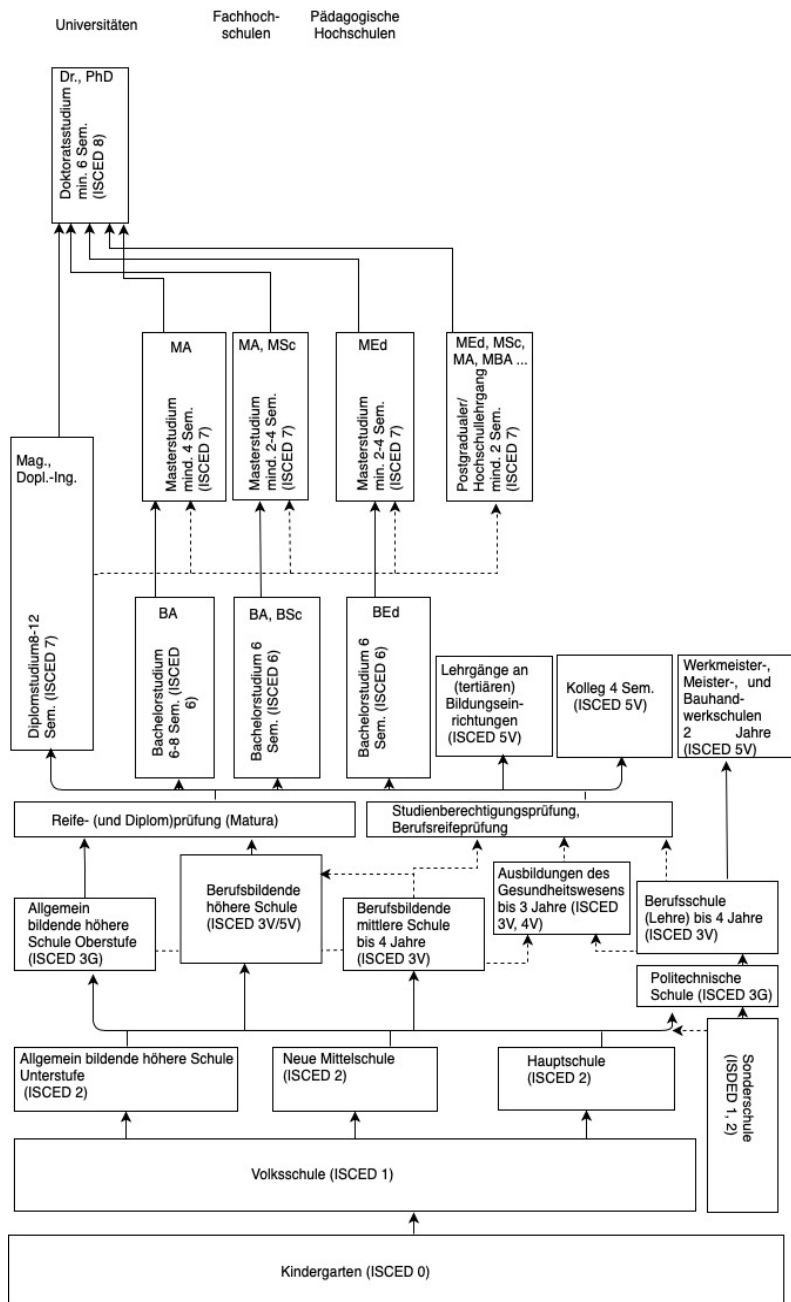 Universitäten
Fachhoch-
schulen
Pädagogische
Hochschulen
Dr., PhD
Doktoratsstudium
min. 6 Sem.
(ISCED 8)
MA
Masterstudium
mind. 4 Sem.
(ISCED 7)
MA, MSc
Masterstudium
mind. 2-4 Sem.
(ISCED 7)
MEd
Masterstudium
min. 2-4 Sem.
(ISCED 7)
MEd, MSc,
MA, MBA ...
Postgradualer/
Hochschullehrgang
mind. 2 Sem.
(ISCED 7)
Mag.,
Dopl.-Ing.
Diplomstudium8-12
Sem. (ISCED 7)
BA
Bachelorstudium
6-8 Sem. (ISCED
6)
BA, BSc
Bachelorstudium 6
Sem. (ISCED 6)
BEd
Bachelorstudium 6
Sem. (ISCED 6)
Lehrgänge an
(tertiären)
Bildungsein-
richtungen
(ISCED 5V)
Kolleg 4 Sem.
(ISCED 5V)
Werkmeister-,
Meister-, und
Bauhand-
werkschulen
2 Jahre
(ISCED 5V)
Reife- (und Diplom)prüfung (Matura)
Studienberechtigungsprüfung,
Berufsreifeprüfung
Allgemein
bildende höhere
Schule Oberstufe
(ISCED 3G)
Berufsbildende
höhere Schule
(ISCED 3V/5V)
Berufsbildende
mittlere Schule
bis 4 Jahre
(ISCED 3V)
Ausbildungen des
Gesundheitswesens
bis 3 Jahre (ISCED
3V, 4V)
Berufsschule
(Lehre) bis 4 Jahre
(ISCED 3V)
Politechnische
Schule (ISCED 3G)
Allgemein bildende höhere Schule
Unterstufe
(ISCED 2)
Neue Mittelschule
(ISCED 2)
Hauptschule
(ISCED 2)
Sonderschule
(ISDED 1, 2)
Volksschule (ISCED 1)
Kindergarten (ISCED 0)